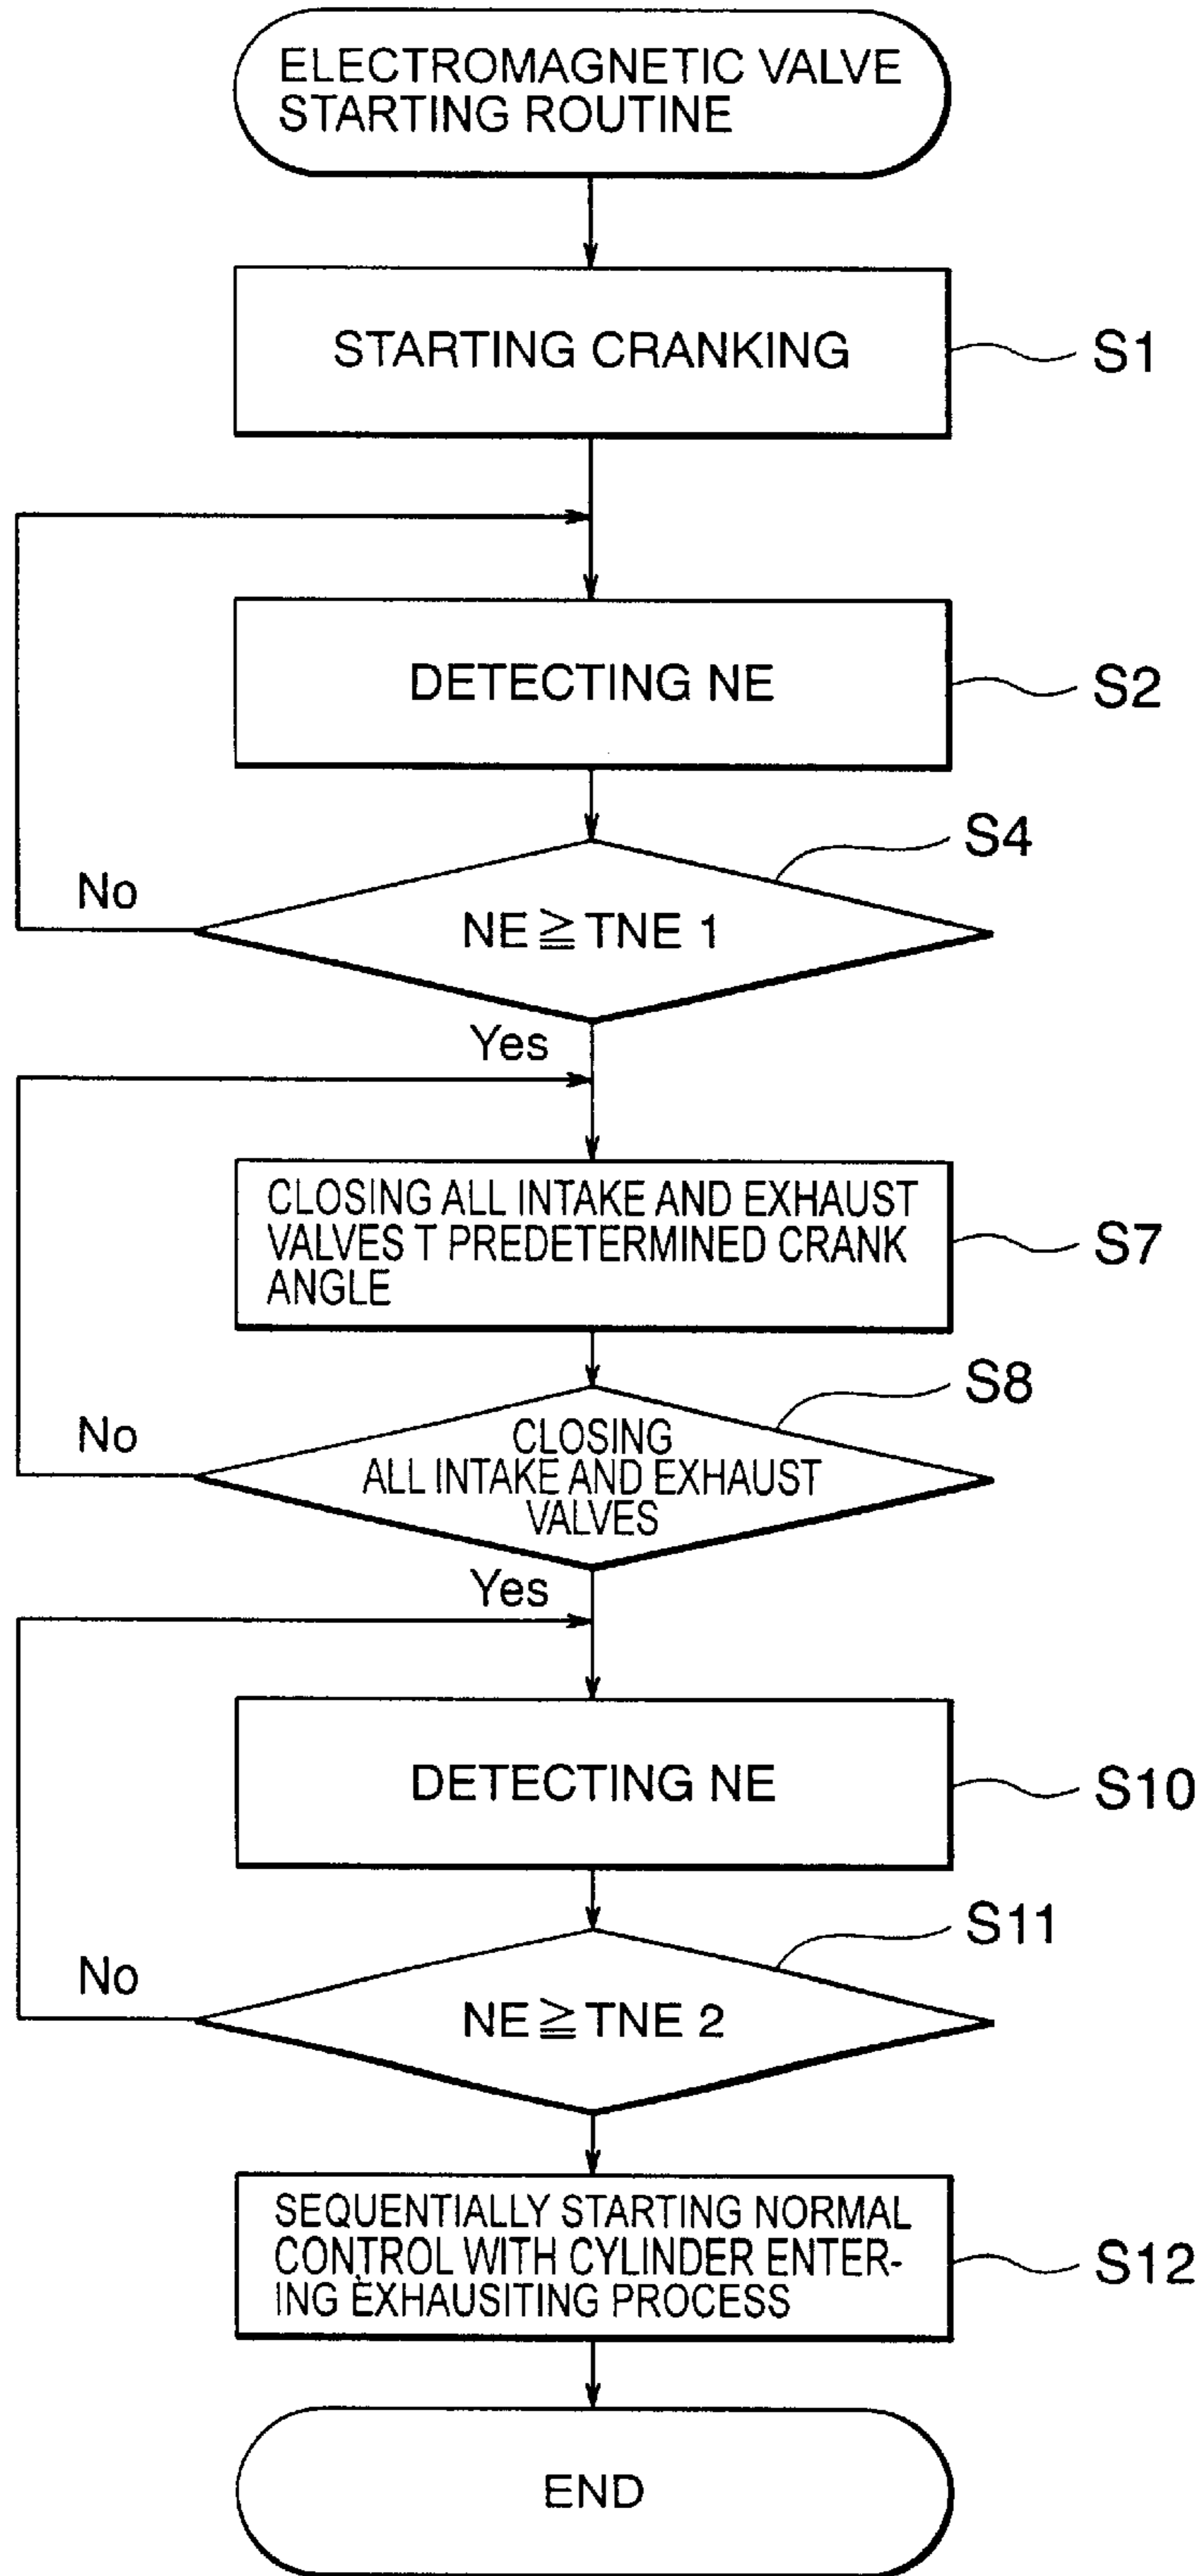 ELECTROMAGNETIC VALVE
STARTING ROUTINE
STARTING CRANKING
S1
DETECTING NE
S2
S4
No
NE ≧ TNE 1
Yes
CLOSING ALL INTAKE AND EXHAUST
VALVES T PREDETERMINED CRANK
ANGLE
S7
S8
No
CLOSING
ALL INTAKE AND EXHAUST
VALVES
Yes
DETECTING NE
S10
S11
No
NE ≧ TNE 2
SEQUENTIALLY STARTING NORMAL
CONTROL WITH CYLINDER ENTER-
ING EXHAUSITING PROCESS
S12
END